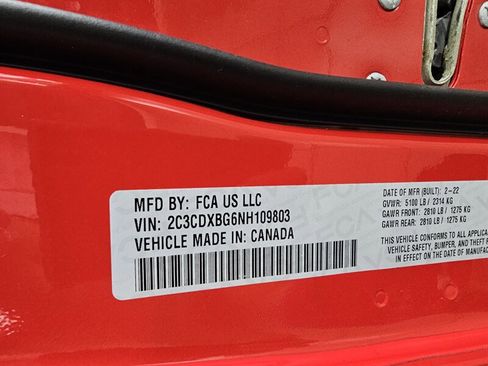 MFD BY: FCA US LLC
VIN: 2C3CDXBG6NH109803
VEHICLE MADE IN: CANADA
DATE OF MFR (BUILT): 2-22
GVWR: 5100 LB / 2314 KG
GAWR FRONT: 2810 LB / 1275 KG
GAWR REAR: 2810 LB / 1275 KG
THIS VEHICLE CONFORMS TO ALL APPLICA
VEHICLE SAFETY, BUMPER, AND THEFT
IN EFFECT ON THE DATE OF